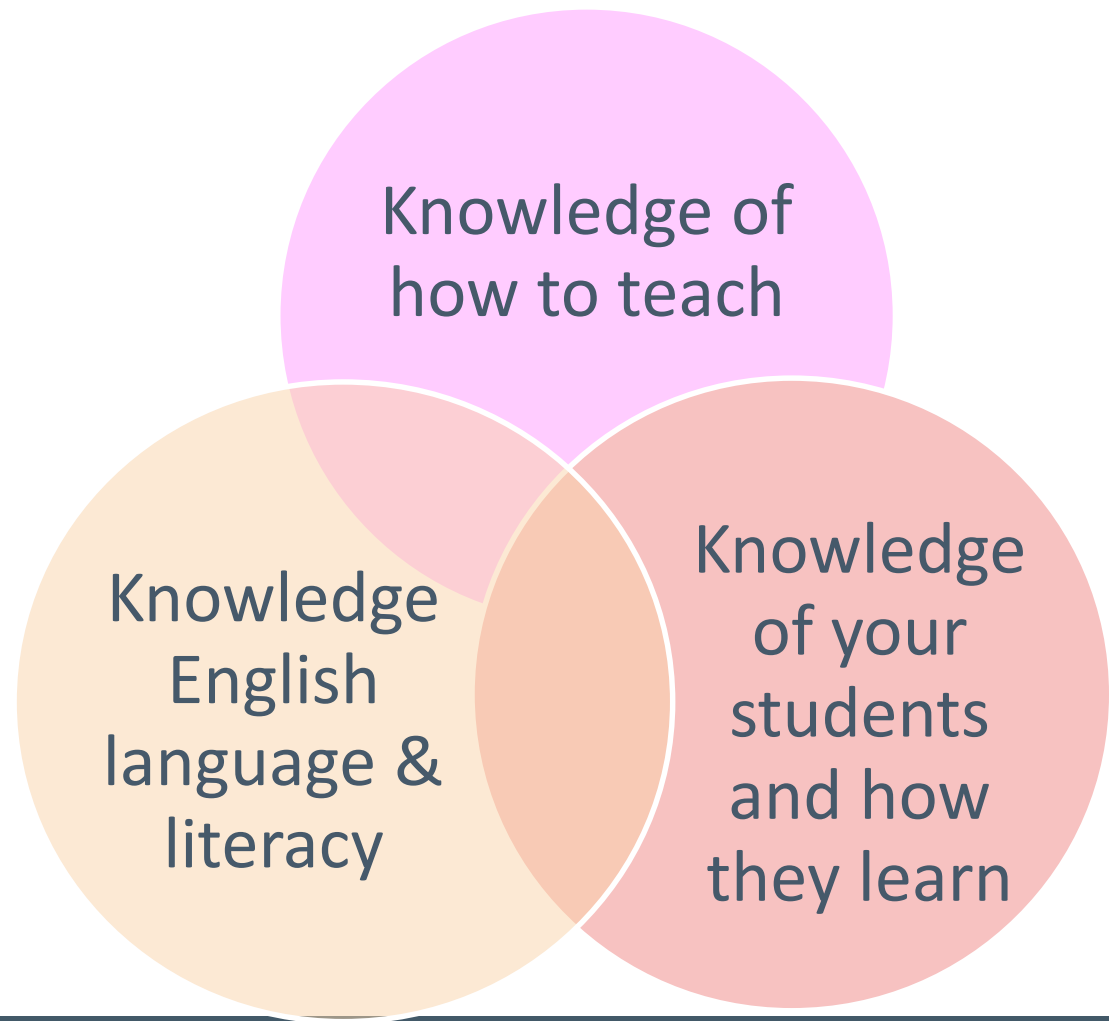 Knowledge of
how to teach
Knowledge
English
language &
literacy
Knowledge
of your
students
and how
they learn